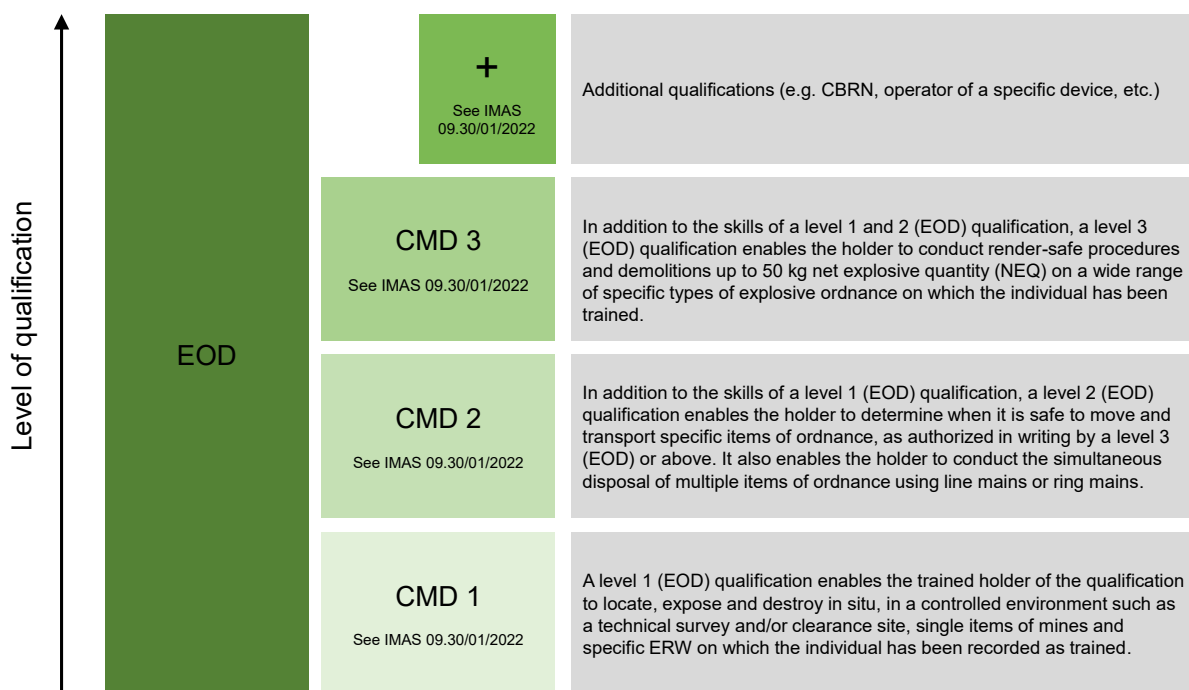 Level of qualification
EOD
+
See IMAS
09.30/01/2022
Additional qualifications (e.g. CBRN, operator of a specific device, etc.)
CMD 3
See IMAS 09.30/01/2022
In addition to the skills of a level 1 and 2 (EOD) qualification, a level 3
(EOD) qualification enables the holder to conduct render-safe procedures
and demolitions up to 50 kg net explosive quantity (NEQ) on a wide range
of specific types of explosive ordnance on which the individual has been
trained.
CMD 2
See IMAS 09.30/01/2022
In addition to the skills of a level 1 (EOD) qualification, a level 2 (EOD)
qualification enables the holder to determine when it is safe to move and
transport specific items of ordnance, as authorized in writing by a level 3
(EOD) or above. It also enables the holder to conduct the simultaneous
disposal of multiple items of ordnance using line mains or ring mains.
CMD 1
See IMAS 09.30/01/2022
A level 1 (EOD) qualification enables the trained holder of the qualification
to locate, expose and destroy in situ, in a controlled environment such as
a technical survey and/or clearance site, single items of mines and
specific ERW on which the individual has been recorded as trained.